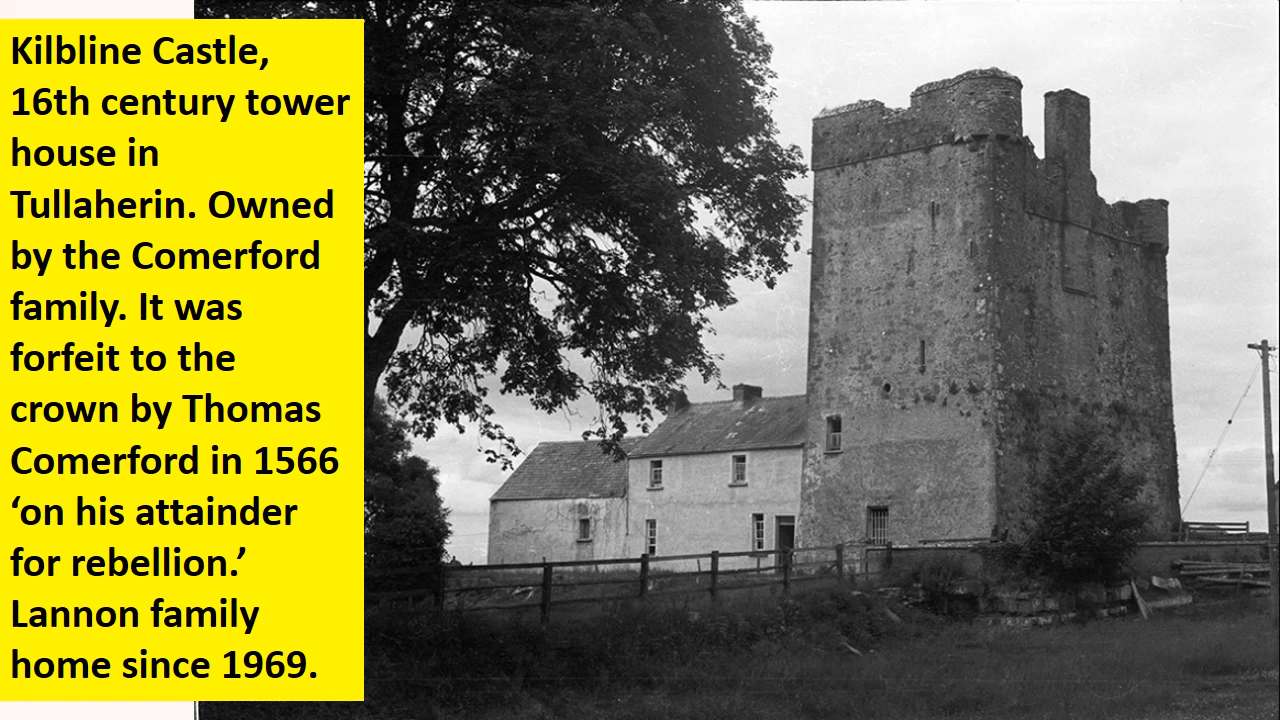 Kilbline Castle,
16th century tower
house in
Tullaherin. Owned
by the Comerford
family. It was
forfeit to the
crown by Thomas
Comerford in 1566
‘on his attainder
for rebellion.’
Lannon family
home since 1969.